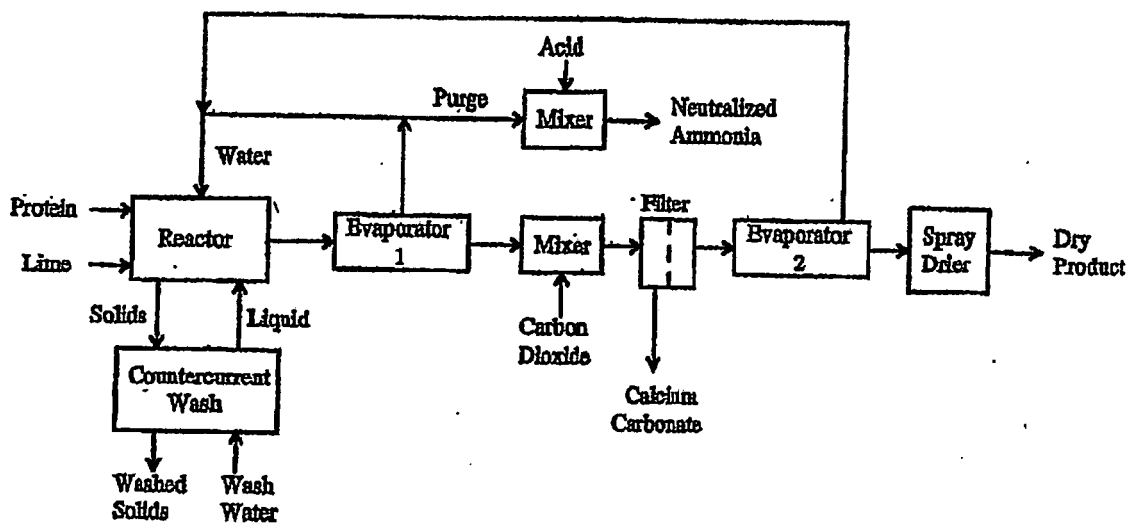 Acid
Purge
Mixer
Neutralized
Ammonia
Water
Protein
Lime
Reactor
Evaporator
1
Mixer
Filter
Evaporator
2
Spray
Drier
Dry
Product
Solids
Liquid
Carbon
Dioxide
Countercurrent
Wash
Calcium
Carbonate
Washed
Solids
Wash
Water